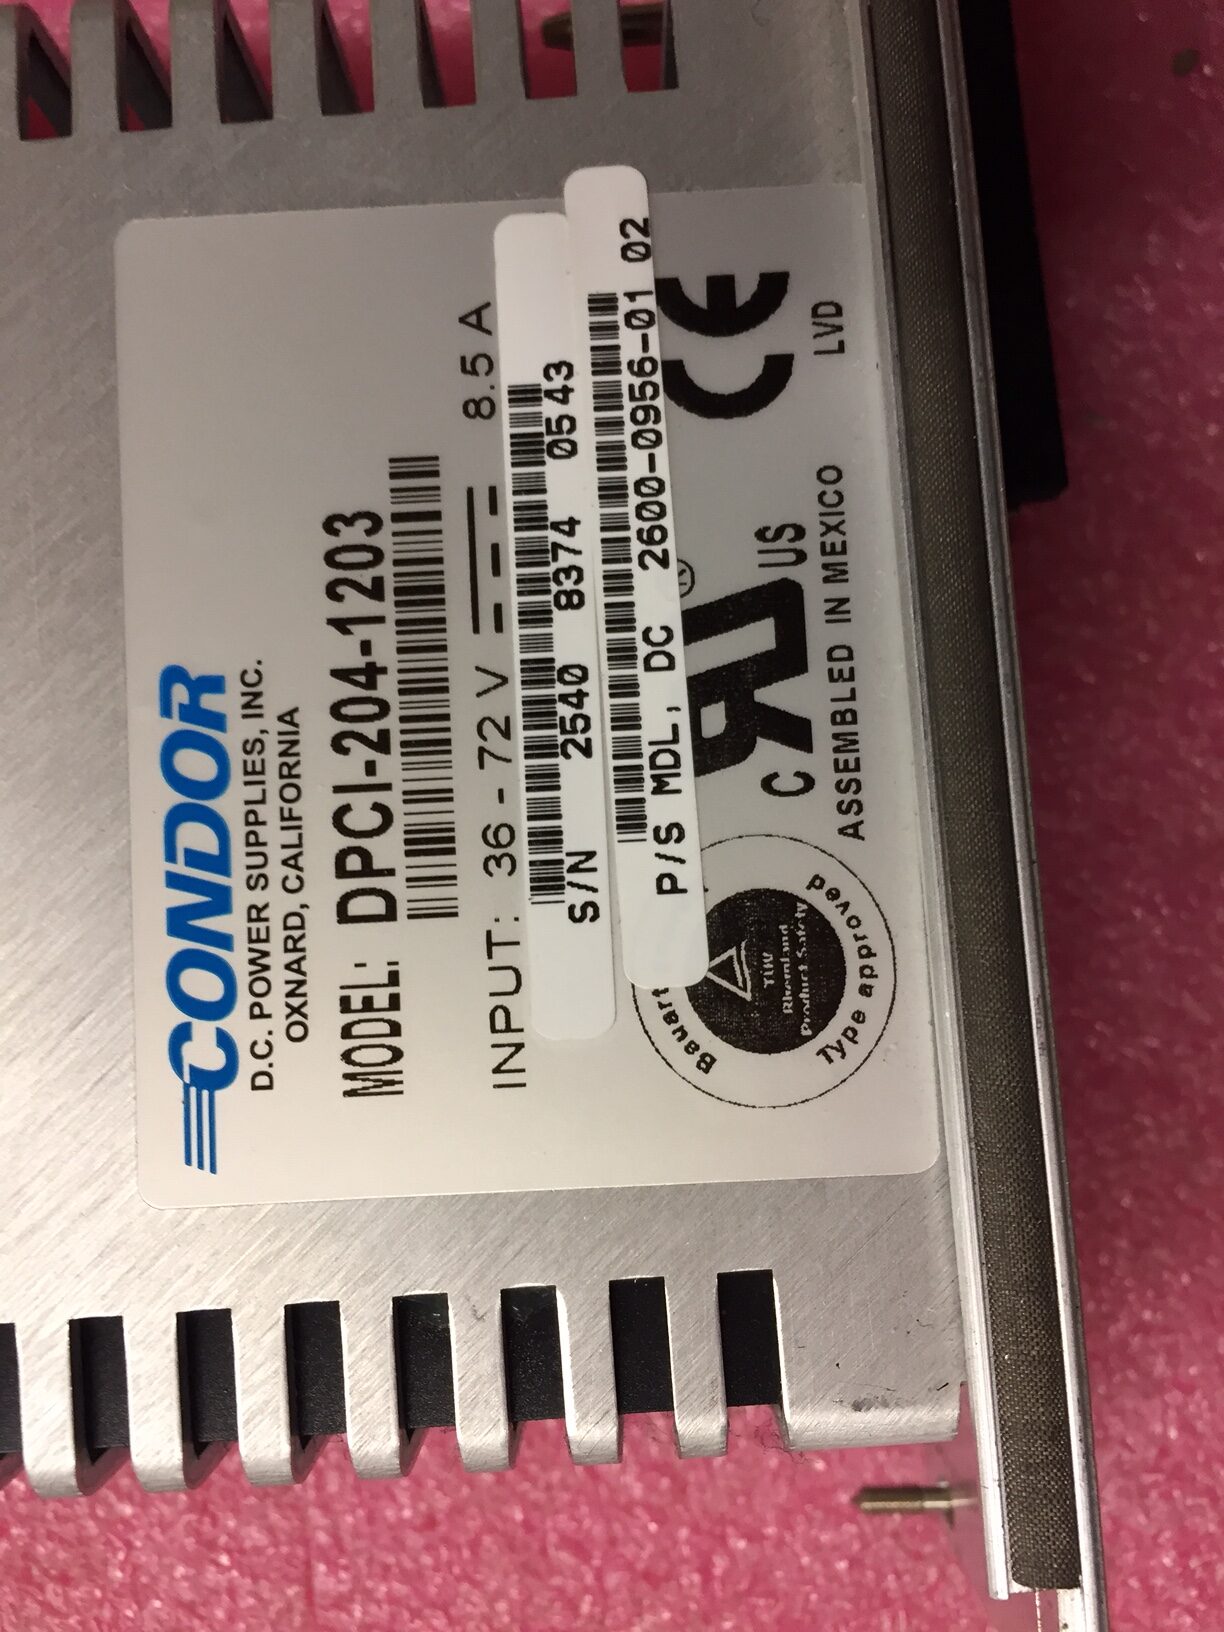 CONDOR
D.C. POWER SUPPLIES, INC.
OXNARD, CALIFORNIA
MODEL: DPCI-204-1203
INPUT: 36 - 72 V 8.5 A
S/N 2540 8374 0543
P/S MDL, DC 2600-0956-01 02
Bauart
TÜV
Rheinland
Product Safety
Type approved
®
C US
CE
ASSEMBLED IN MEXICO LVD